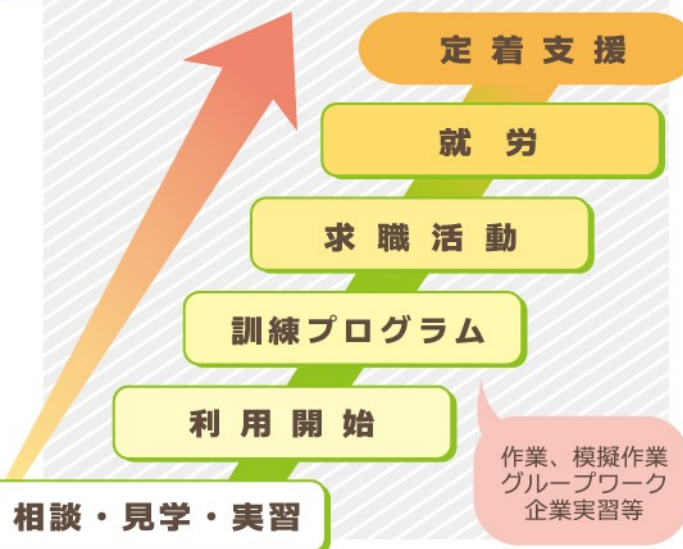 定着支援
就労
求職活動
訓練プログラム
利用開始
作業、模擬作業
グループワーク
企業実習等
相談・見学・実習